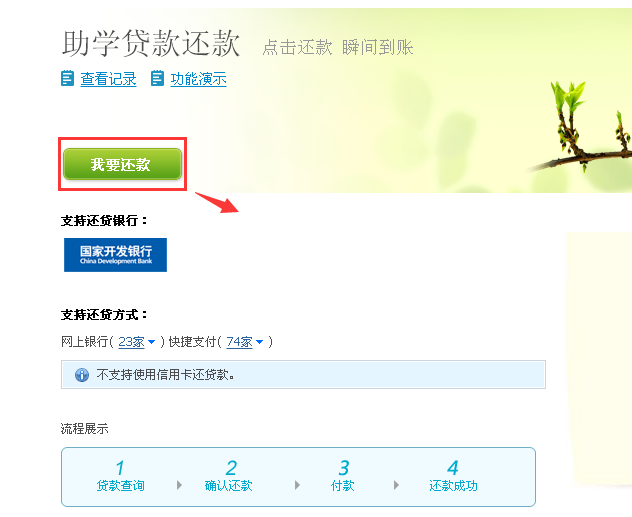 助学贷款还款 点击还款 瞬间到账
查看记录 功能演示
我要还款
支持还贷银行：
国家开发银行
China Development Bank
支持还贷方式：
网上银行( 23家 ) 快捷支付( 74家 )
不支持使用信用卡还贷款。
流程展示
1 2 3 4
贷款查询 确认还款 付款 还款成功